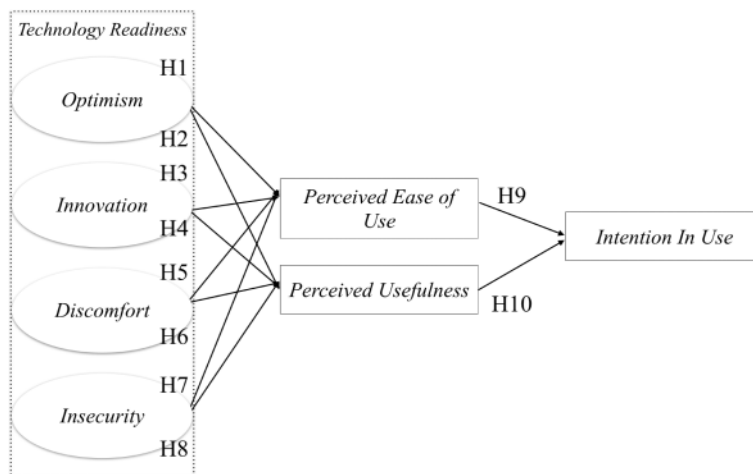 Technology Readiness
H1
Optimism
H2
H3
Innovation
H4
H5
Discomfort
H6
H7
Insecurity
H8
Perceived Ease of
Use
Perceived Usefulness
H9
H10
Intention In Use